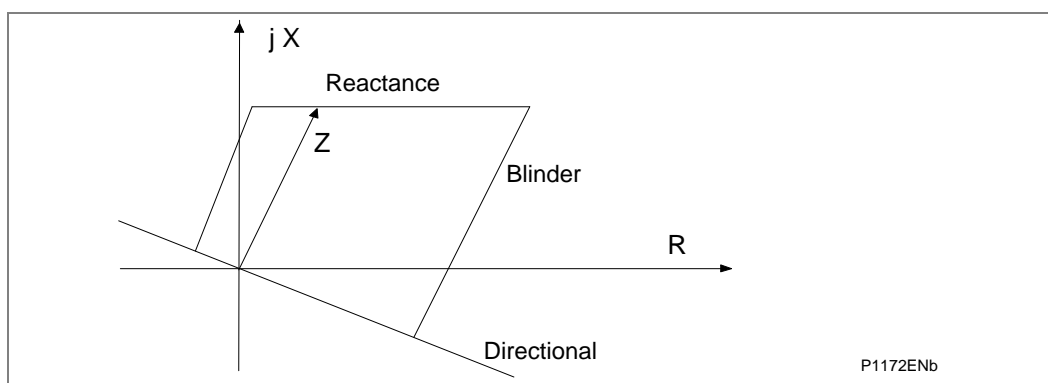 j X
Reactance
Z
Blinder
R
Directional
P1172ENb